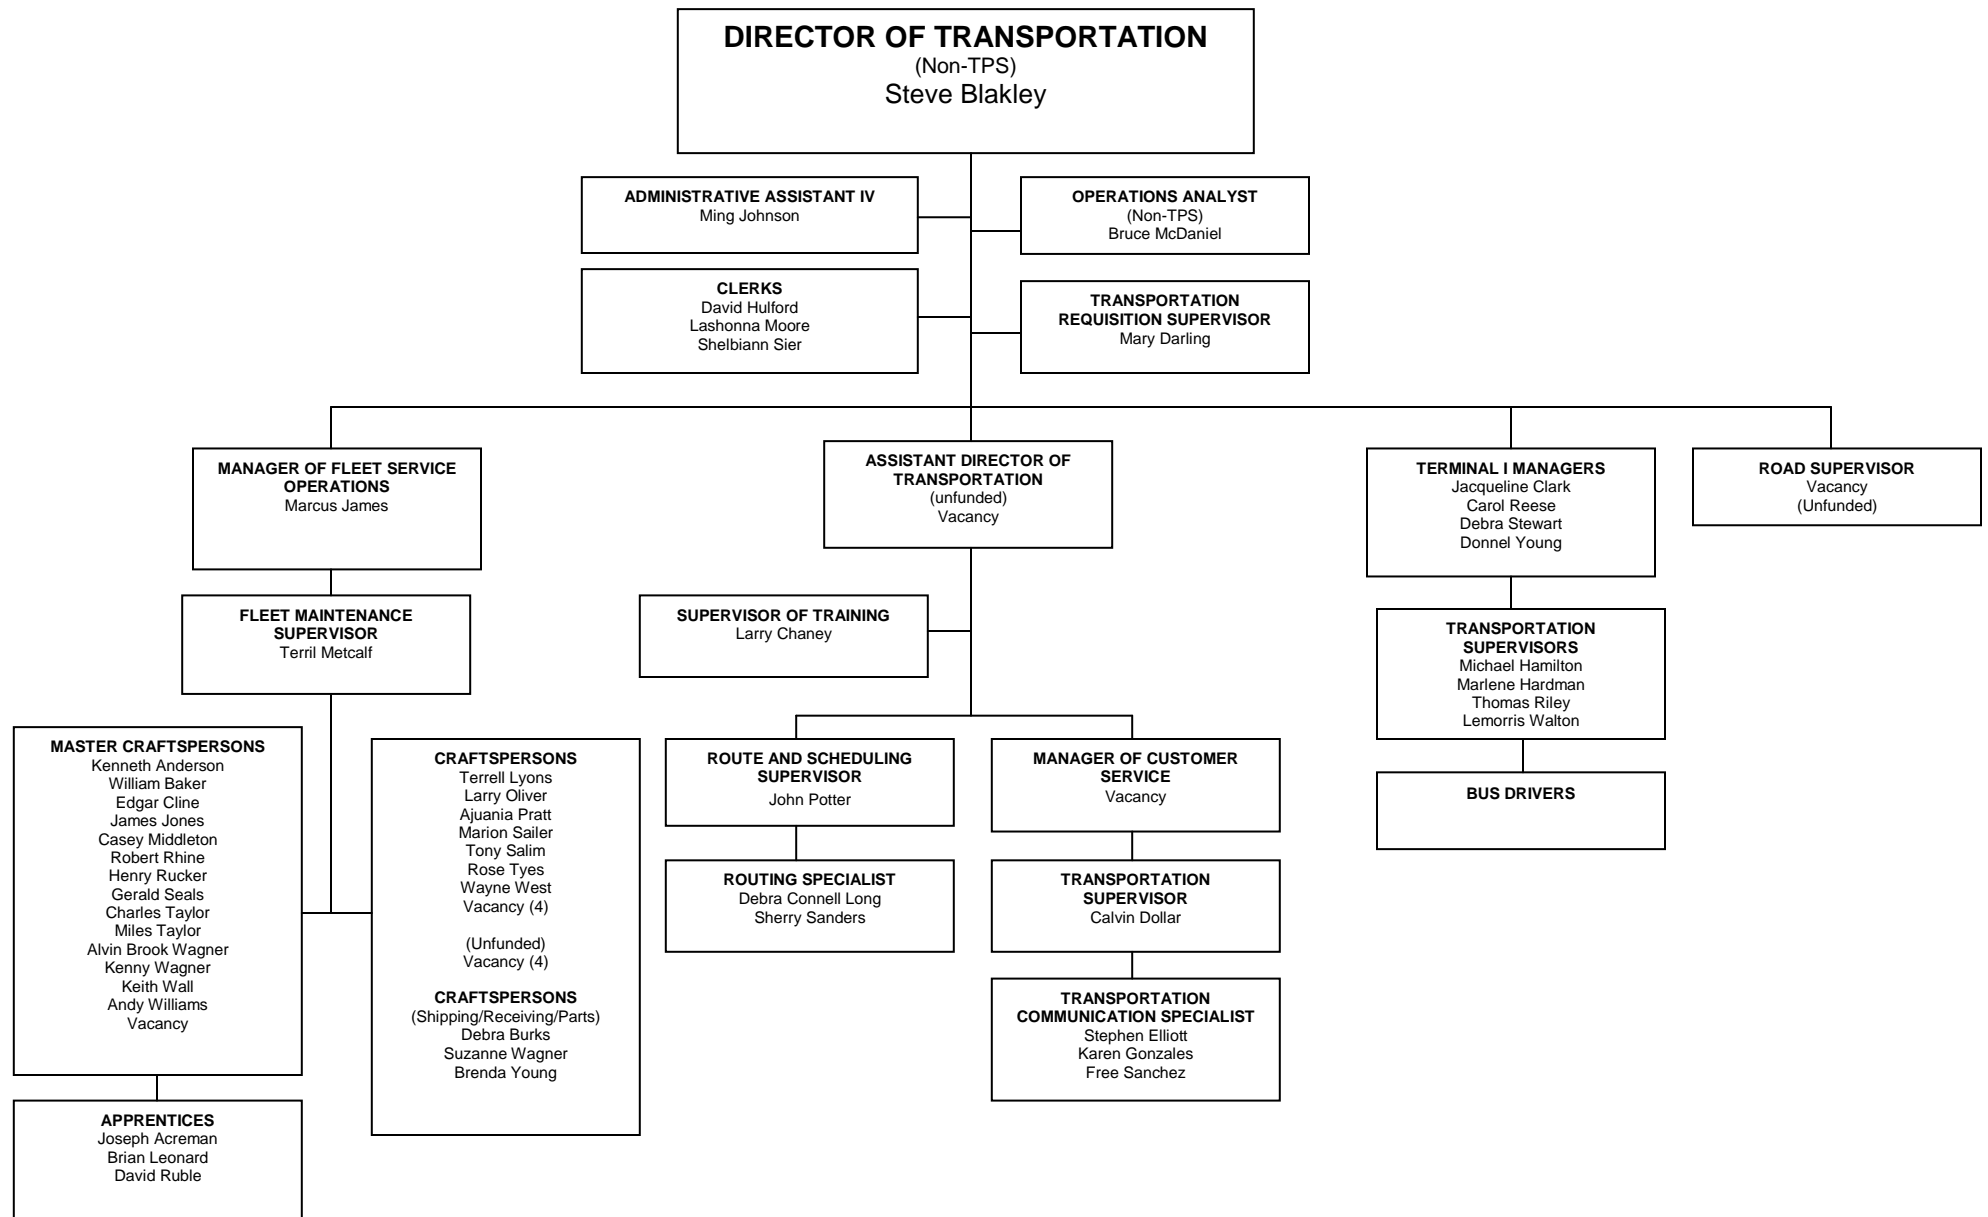 DIRECTOR OF TRANSPORTATION
(Non-TPS)
Steve Blakley
ADMINISTRATIVE ASSISTANT IV
Ming Johnson
OPERATIONS ANALYST
(Non-TPS)
Bruce McDaniel
CLERKS
David Hulford
Lashonna Moore
Shelbiann Sier
TRANSPORTATION
REQUISITION SUPERVISOR
Mary Darling
MANAGER OF FLEET SERVICE
OPERATIONS
Marcus James
ASSISTANT DIRECTOR OF
TRANSPORTATION
(unfunded)
Vacancy
TERMINAL I MANAGERS
Jacqueline Clark
Carol Reese
Debra Stewart
Donnel Young
ROAD SUPERVISOR
Vacancy
(Unfunded)
FLEET MAINTENANCE
SUPERVISOR
Terril Metcalf
SUPERVISOR OF TRAINING
Larry Chaney
TRANSPORTATION
SUPERVISORS
Michael Hamilton
Marlene Hardman
Thomas Riley
Lemorris Walton
MASTER CRAFTSPERSONS
Kenneth Anderson
William Baker
Edgar Cline
James Jones
Casey Middleton
Robert Rhine
Henry Rucker
Gerald Seals
Charles Taylor
Miles Taylor
Alvin Brook Wagner
Kenny Wagner
Keith Wall
Andy Williams
Vacancy
CRAFTSPERSONS
Terrell Lyons
Larry Oliver
Ajuania Pratt
Marion Sailer
Tony Salim
Rose Tyes
Wayne West
Vacancy (4)
(Unfunded)
Vacancy (4)
CRAFTSPERSONS
(Shipping/Receiving/Parts)
Debra Burks
Suzanne Wagner
Brenda Young
ROUTE AND SCHEDULING
SUPERVISOR
John Potter
MANAGER OF CUSTOMER
SERVICE
Vacancy
BUS DRIVERS
ROUTING SPECIALIST
Debra Connell Long
Sherry Sanders
TRANSPORTATION
SUPERVISOR
Calvin Dollar
TRANSPORTATION
COMMUNICATION SPECIALIST
Stephen Elliott
Karen Gonzales
Free Sanchez
APPRENTICES
Joseph Acreman
Brian Leonard
David Ruble